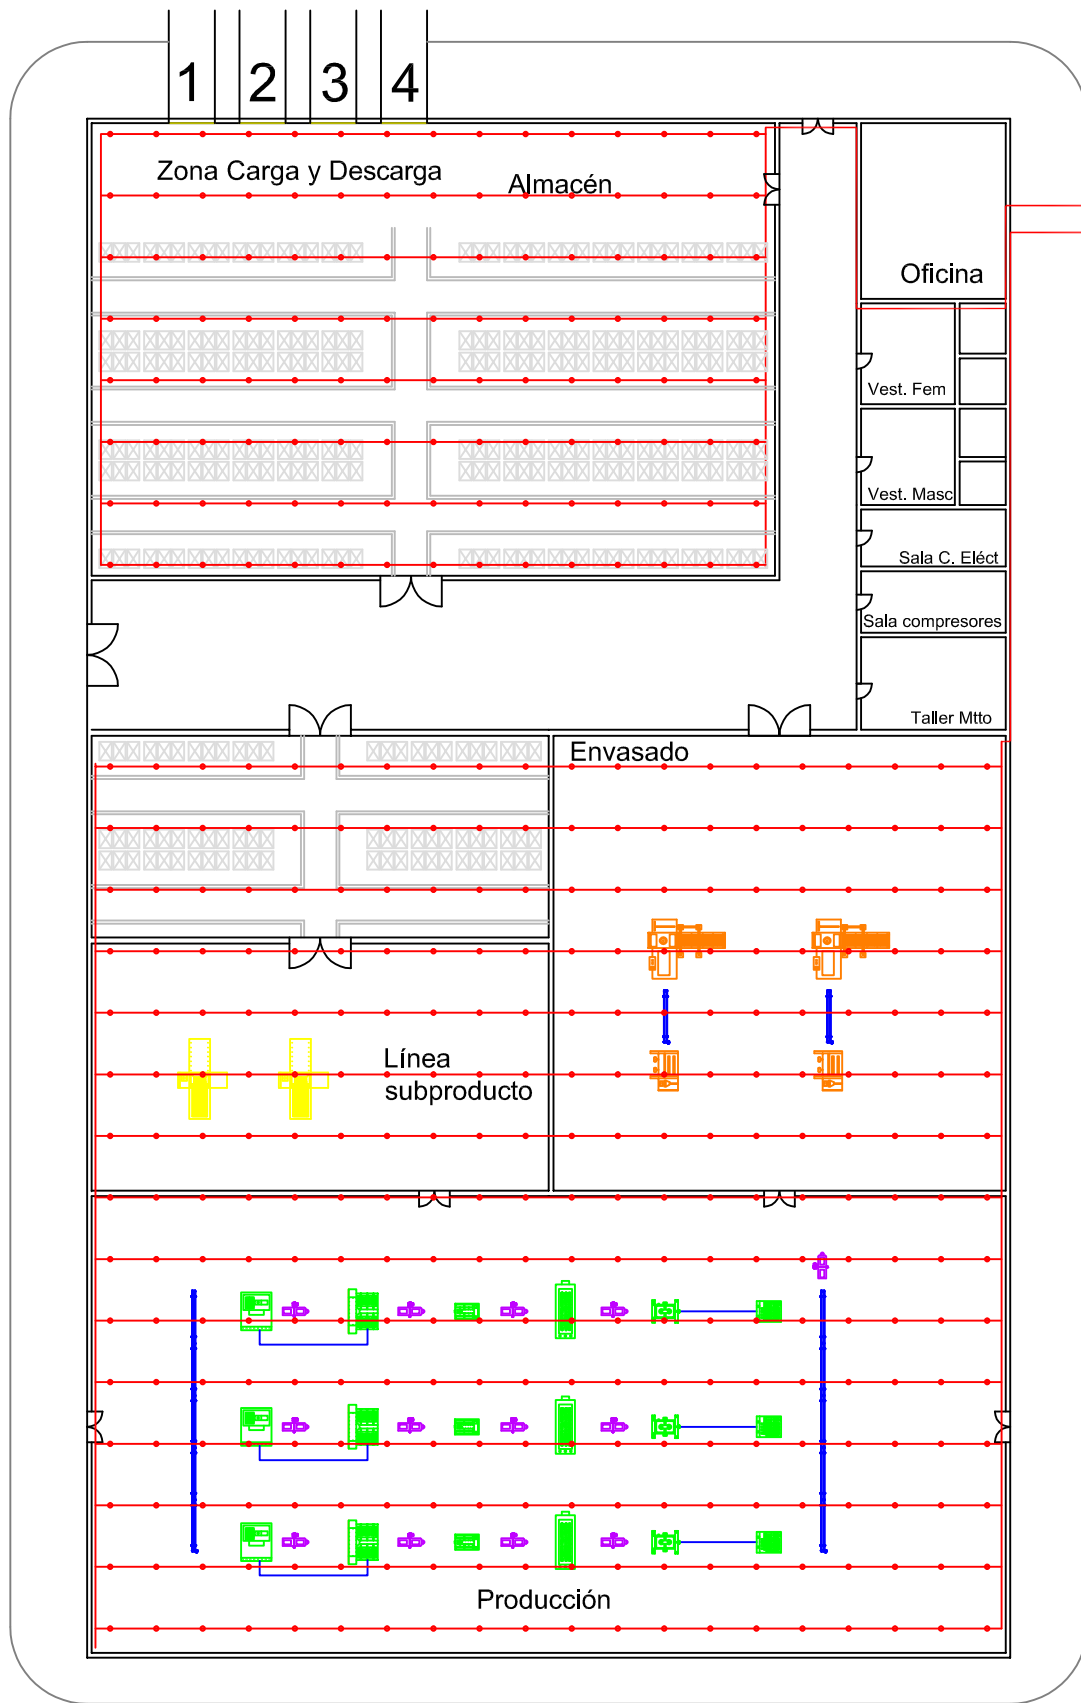 1 2 3 4
Zona Carga y Descarga
Almacén
Oficina
Vest. Fem
Vest. Masc
Sala C. Eléct
Sala compresores
Taller Mtto
Envasado
Línea
subproducto
Producción